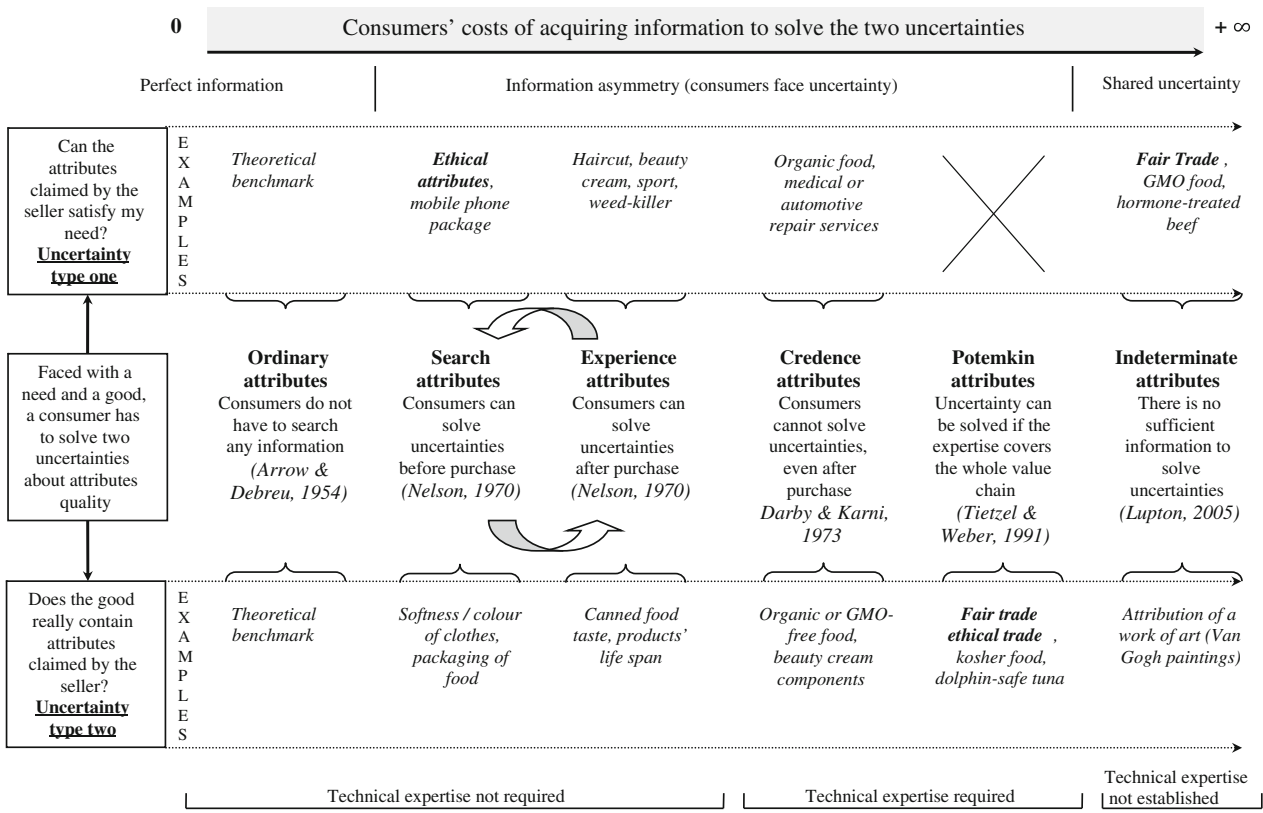 0
Consumers' costs of acquiring information to solve the two uncertainties
+ ∞
Perfect information
Information asymmetry (consumers face uncertainty)
Shared uncertainty
Can the
attributes
claimed by the
seller satisfy my
need?
Uncertainty
type one
E
X
A
M
P
L
E
S
Theoretical
benchmark
Ethical
attributes,
mobile phone
package
Haircut, beauty
cream, sport,
weed-killer
Organic food,
medical or
automotive
repair services
Fair Trade ,
GMO food,
hormone-treated
beef
Faced with a
need and a good,
a consumer has
to solve two
uncertainties
about attributes
quality
Ordinary
attributes
Consumers do not
have to search
any information
(Arrow &
Debreu, 1954)
Search
attributes
Consumers can
solve
uncertainties
before purchase
(Nelson, 1970)
Experience
attributes
Consumers can
solve
uncertainties
after purchase
(Nelson, 1970)
Credence
attributes
Consumers
cannot solve
uncertainties,
even after
purchase
Darby & Karni,
1973
Potemkin
attributes
Uncertainty can
be solved if the
expertise covers
the whole value
chain
(Tietzel &
Weber, 1991)
Indeterminate
attributes
There is no
sufficient
information to
solve
uncertainties
(Lupton, 2005)
Does the good
really contain
attributes
claimed by the
seller?
Uncertainty
type two
E
X
A
M
P
L
E
S
Theoretical
benchmark
Softness / colour
of clothes,
packaging of
food
Canned food
taste, products'
life span
Organic or GMO-
free food,
beauty cream
components
Fair trade
ethical trade ,
kosher food,
dolphin-safe tuna
Attribution of a
work of art (Van
Gogh paintings)
Technical expertise not required
Technical expertise required
Technical expertise
not established